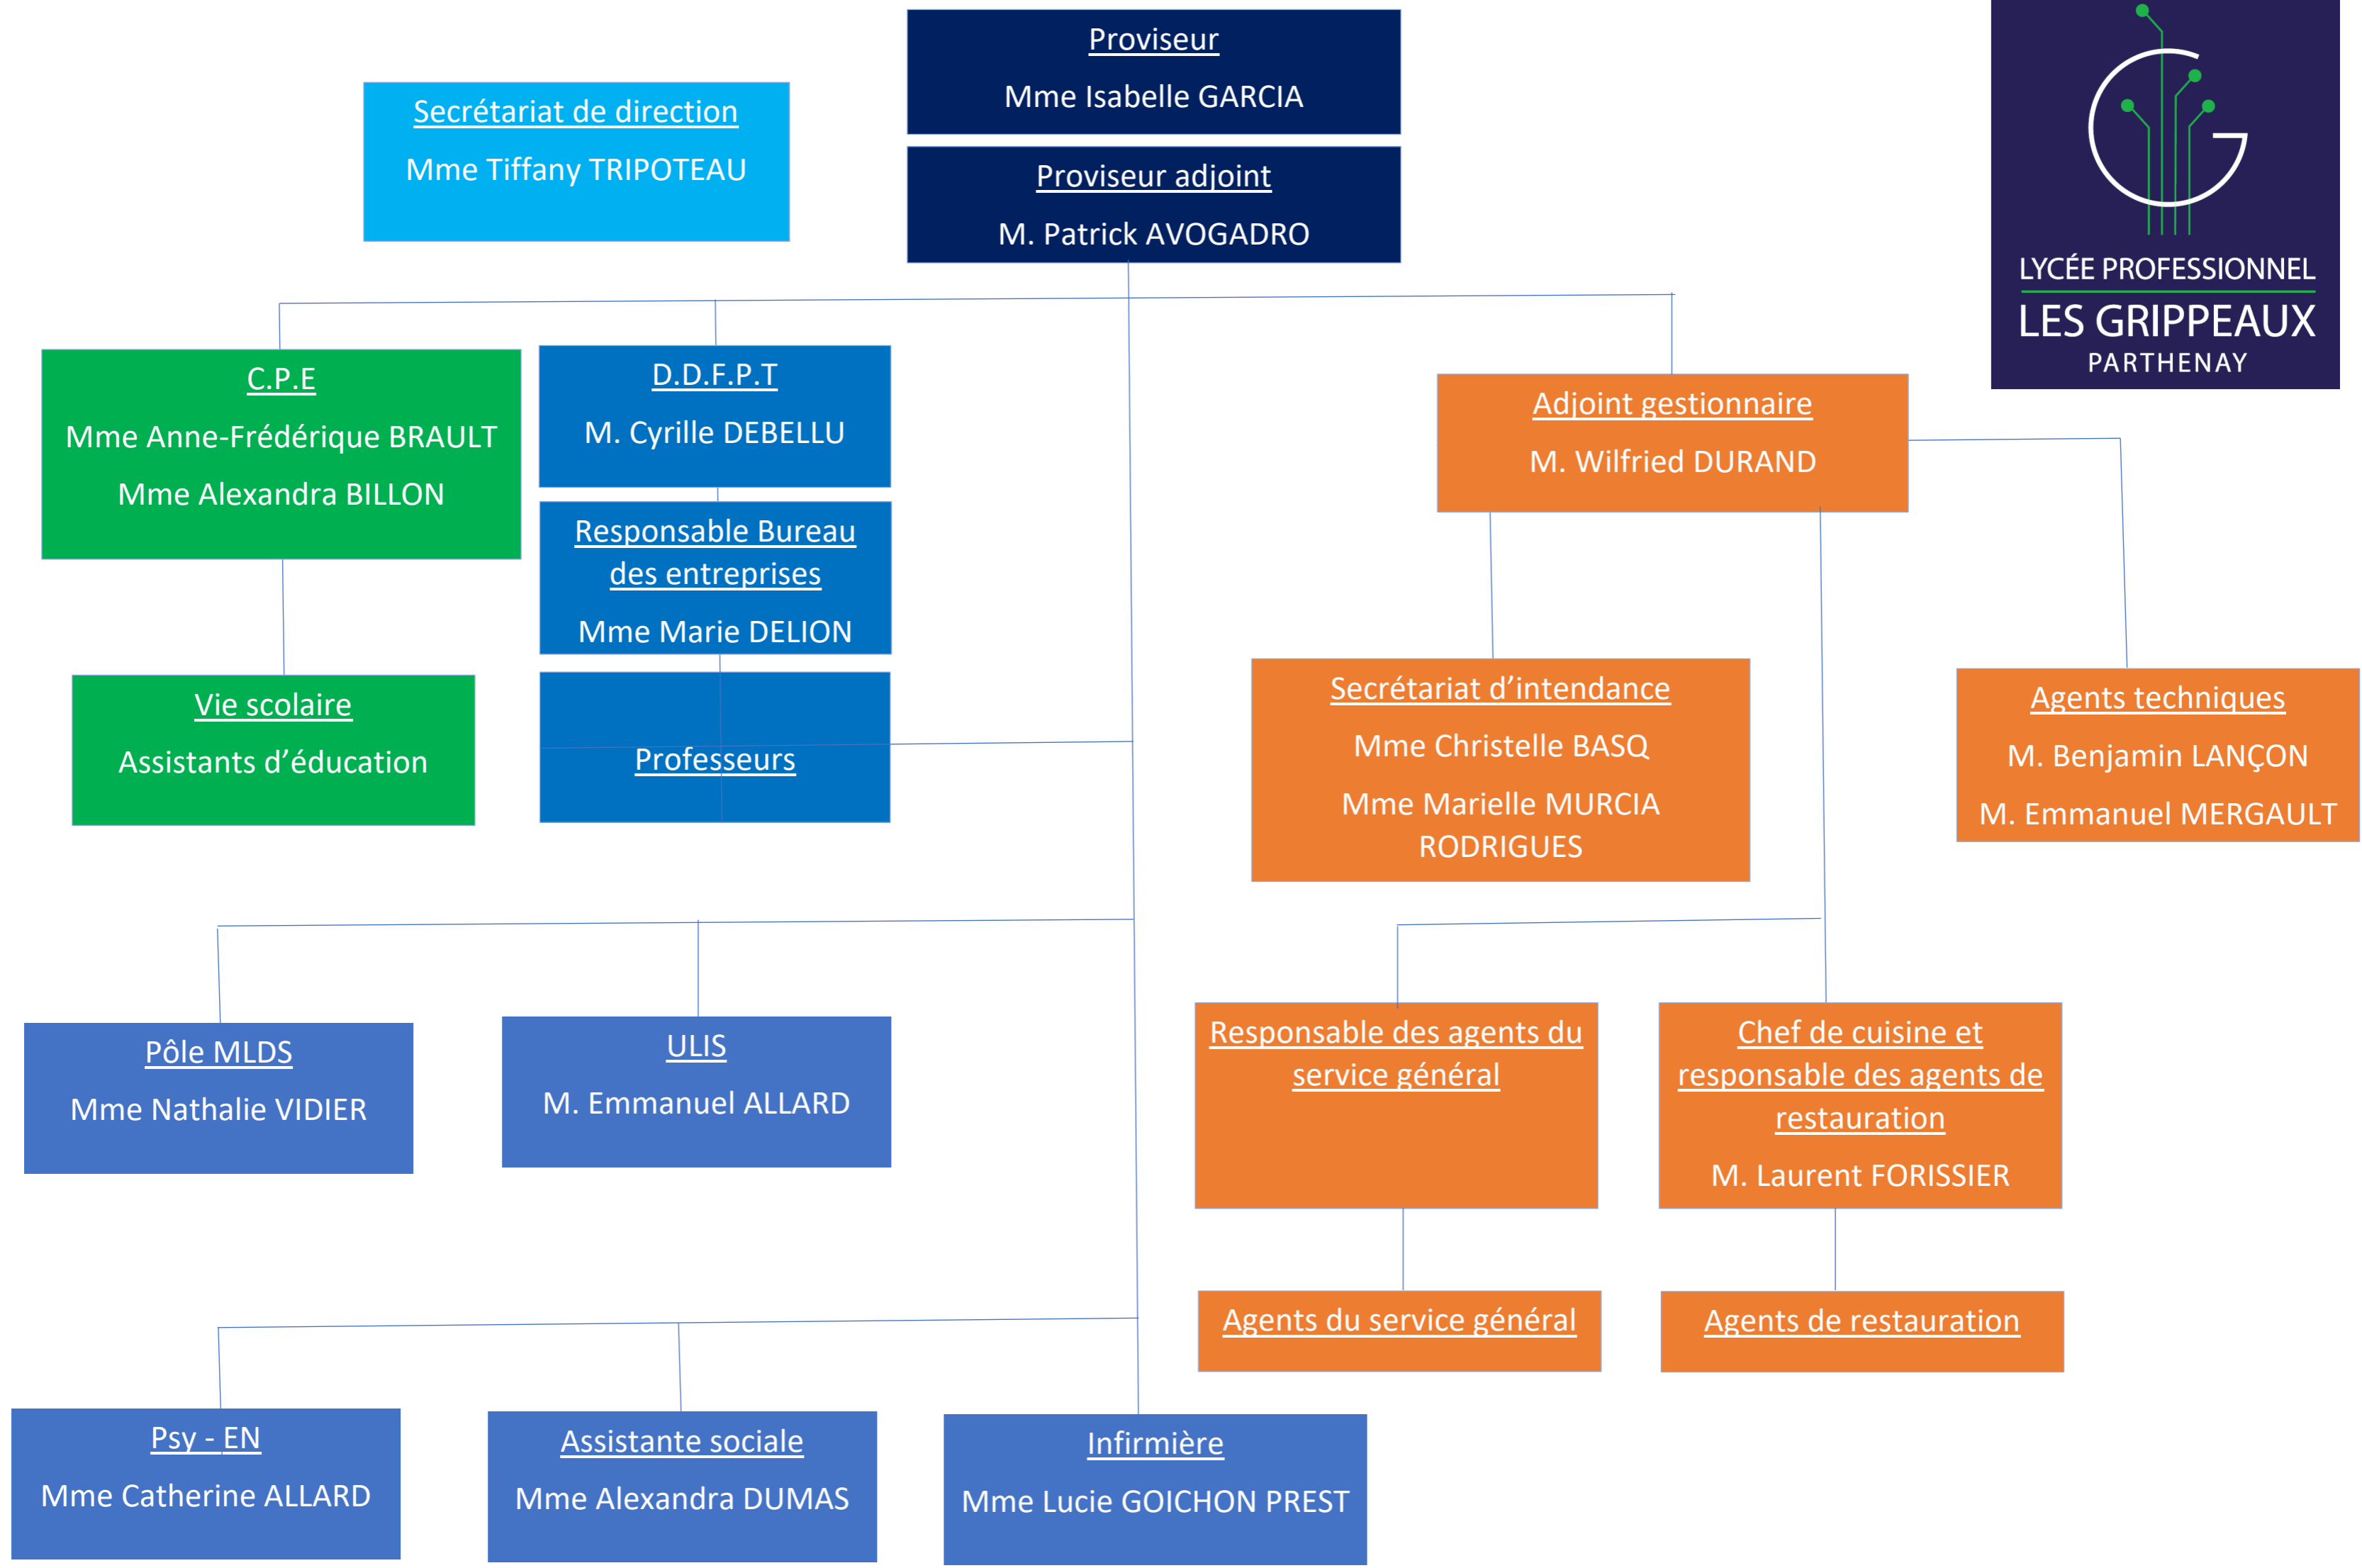 Proviseur
Mme Isabelle GARCIA
Secrétariat de direction
Mme Tiffany TRIPOTEAU
Proviseur adjoint
M. Patrick AVOGADRO
LYCÉE PROFESSIONNEL
LES GRIPPEAUX
PARTHENAY
C.P.E
Mme Anne-Frédérique BRAULT
Mme Alexandra BILLON
D.D.F.P.T
M. Cyrille DEBELLU
Adjoint gestionnaire
M. Wilfried DURAND
Responsable Bureau
des entreprises
Mme Marie DELION
Vie scolaire
Assistants d’éducation
Professeurs
Secrétariat d’intendance
Mme Christelle BASQ
Mme Marielle MURCIA
RODRIGUES
Agents techniques
M. Benjamin LANÇON
M. Emmanuel MERGAULT
Pôle MLDS
Mme Nathalie VIDIER
ULIS
M. Emmanuel ALLARD
Responsable des agents du
service général
Chef de cuisine et
responsable des agents de
restauration
M. Laurent FORISSIER
Agents du service général
Agents de restauration
Psy - EN
Mme Catherine ALLARD
Assistante sociale
Mme Alexandra DUMAS
Infirmière
Mme Lucie GOICHON PREST